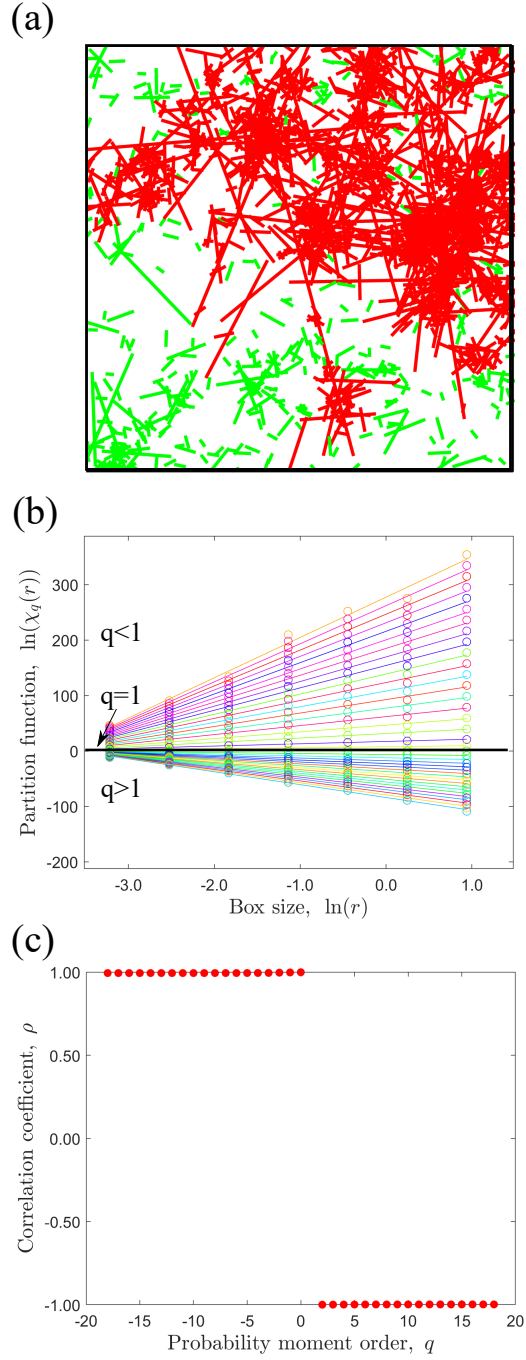 (a)
(b)
Partition function, ln(χq(r))
300
200
100
0
-100
-200
q<1
q=1
q>1
-3.0 -2.0 -1.0 0.0 1.0
Box size, ln(r)
(c)
Correlation coefficient, ρ
1.00
0.50
0.00
-0.50
-1.00
-20 -15 -10 -5 0 5 10 15 20
Probability moment order, q